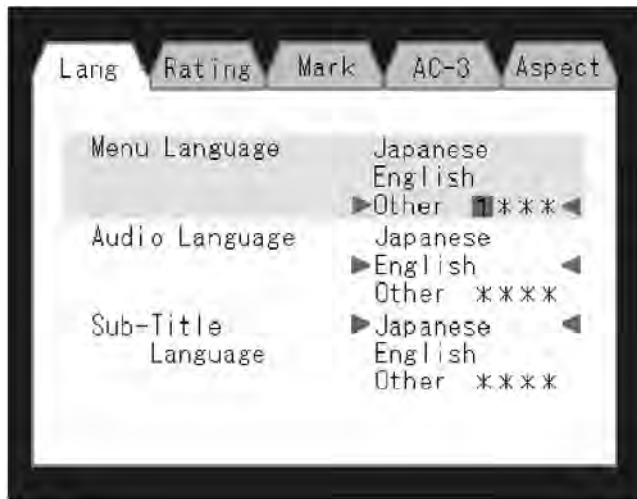 Lang Rating Mark AC-3 Aspect
Menu Language Japanese
English
▶Other 1***◀
Audio Language Japanese
▶English ◀
Other ****
Sub-Title ▶Japanese ◀
Language English
Other ****